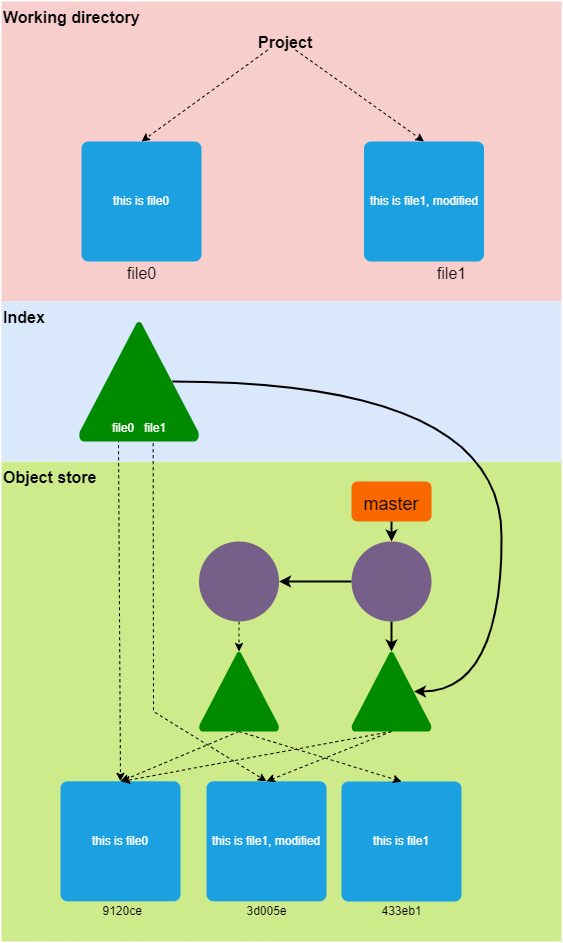 Working directory
Project
this is file0
this is file1, modified
file0
file1
Index
file0
file1
Object store
master
this is file0
this is file1, modified
this is file1
9120ce
3d005e
433eb1